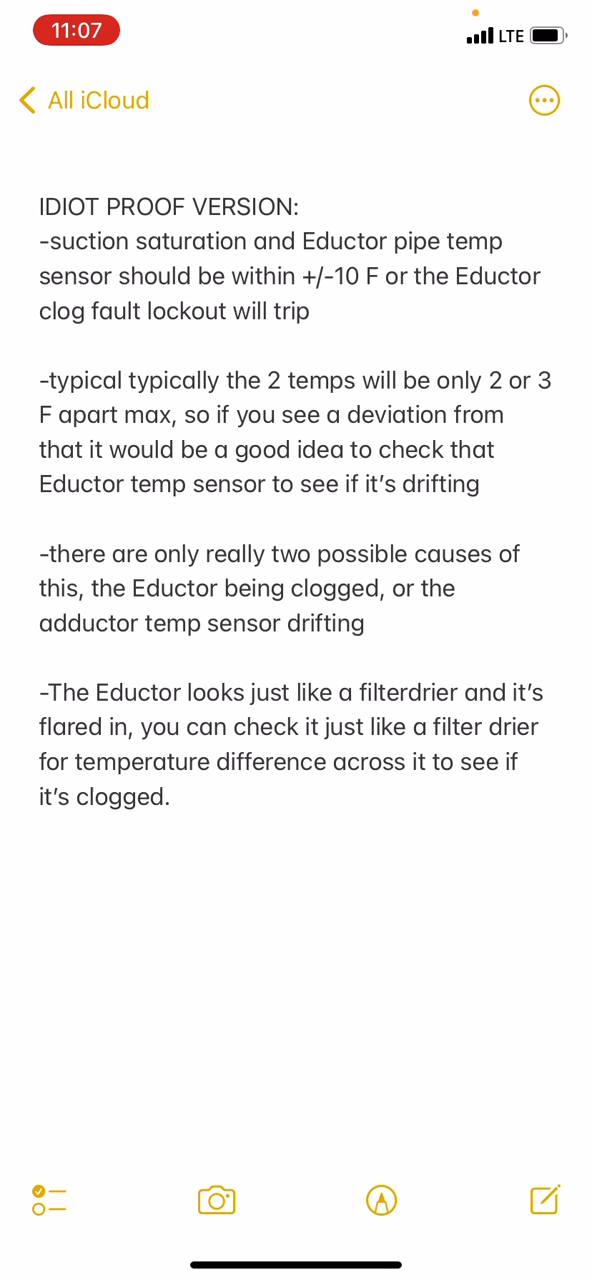 11:07
LTE
All iCloud
IDIOT PROOF VERSION:
-suction saturation and Eductor pipe temp
sensor should be within +/-10 F or the Eductor
clog fault lockout will trip
-typical typically the 2 temps will be only 2 or 3
F apart max, so if you see a deviation from
that it would be a good idea to check that
Eductor temp sensor to see if it’s drifting
-there are only really two possible causes of
this, the Eductor being clogged, or the
adductor temp sensor drifting
-The Eductor looks just like a filterdrier and it’s
flared in, you can check it just like a filter drier
for temperature difference across it to see if
it’s clogged.